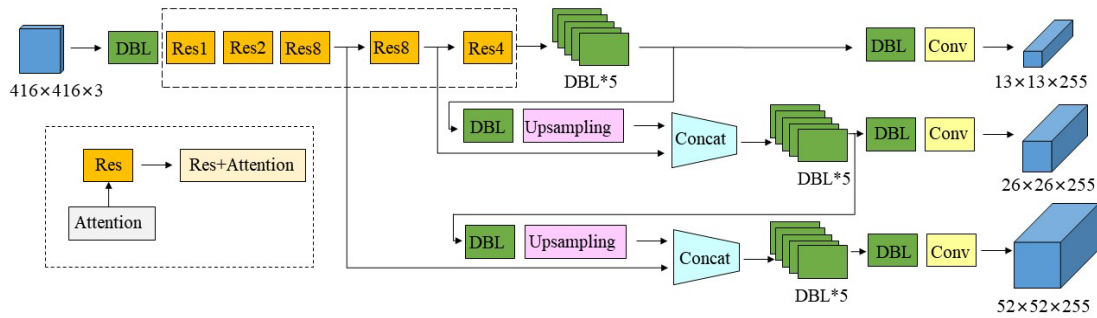 DBL
Res1
Res2
Res8
Res8
Res4
DBL*5
DBL
Conv
416×416×3
13×13×255
DBL
Upsampling
Concat
DBL*5
DBL
Conv
26×26×255
Res
Res+Attention
Attention
DBL
Upsampling
Concat
DBL*5
DBL
Conv
52×52×255